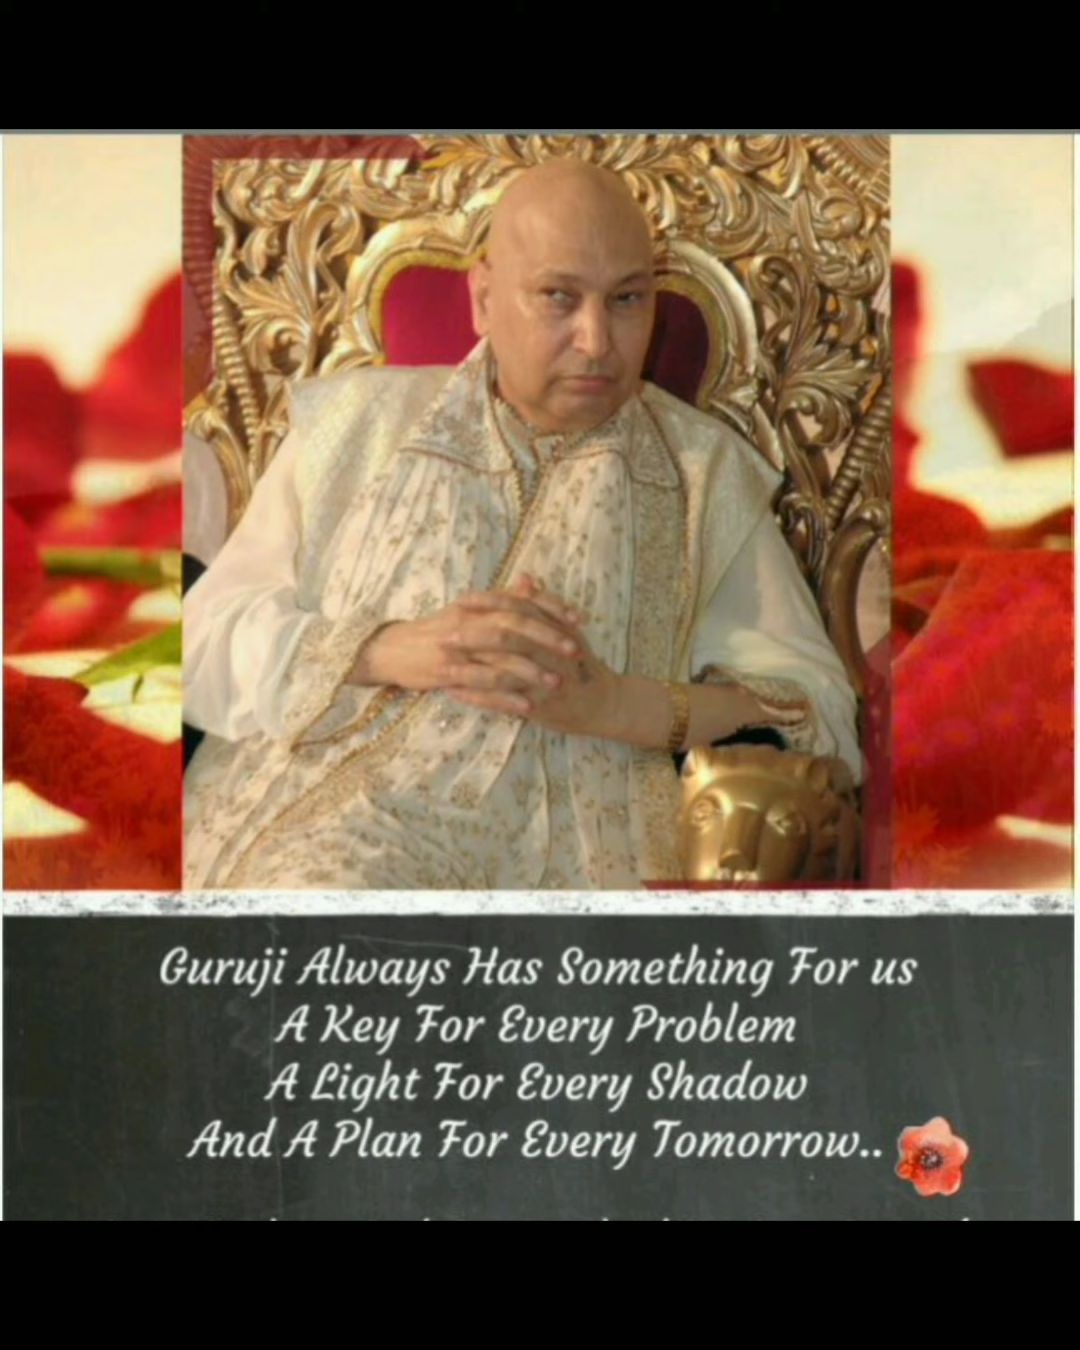 Guruji Always Has Something For us
A Key For Every Problem
A Light For Every Shadow
And A Plan For Every Tomorrow..